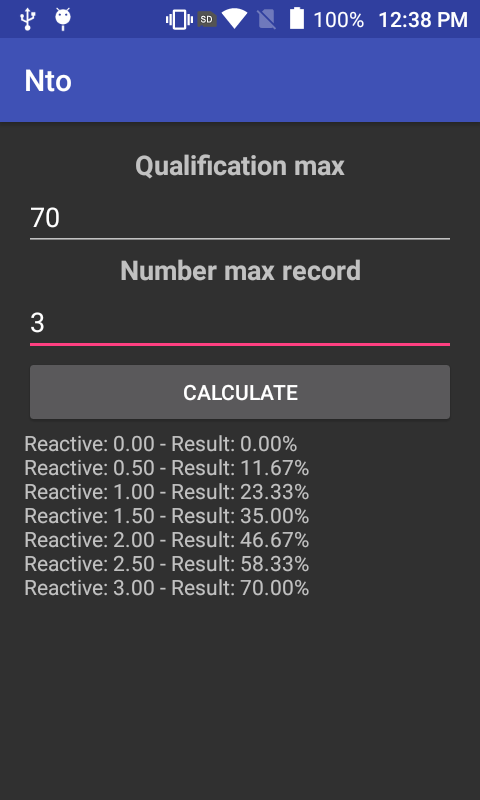 SD 100% 12:38 PM
Nto
Qualification max
70
Number max record
3
CALCULATE
Reactive: 0.00 - Result: 0.00%
Reactive: 0.50 - Result: 11.67%
Reactive: 1.00 - Result: 23.33%
Reactive: 1.50 - Result: 35.00%
Reactive: 2.00 - Result: 46.67%
Reactive: 2.50 - Result: 58.33%
Reactive: 3.00 - Result: 70.00%